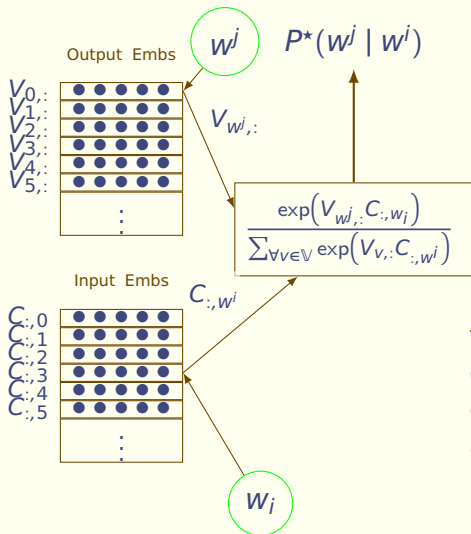 w^j
P⋆(w^j | w^i)
Output Embs
V_{0,:}
V_{1,:}
V_{2,:}
V_{3,:}
V_{4,:}
V_{5,:}
⋮
V_{w^j,:}
exp(V_{w^j,:}C_{:,w_i})
∑_{∀v∈𝕍} exp(V_{v,:}C_{:,w^i})
Input Embs
C_{:,w^i}
C_{:,0}
C_{:,1}
C_{:,2}
C_{:,3}
C_{:,4}
C_{:,5}
⋮
w_i